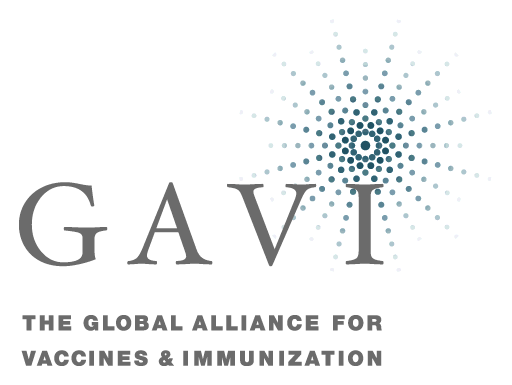 GAVI
THE GLOBAL ALLIANCE FOR
VACCINES & IMMUNIZATION